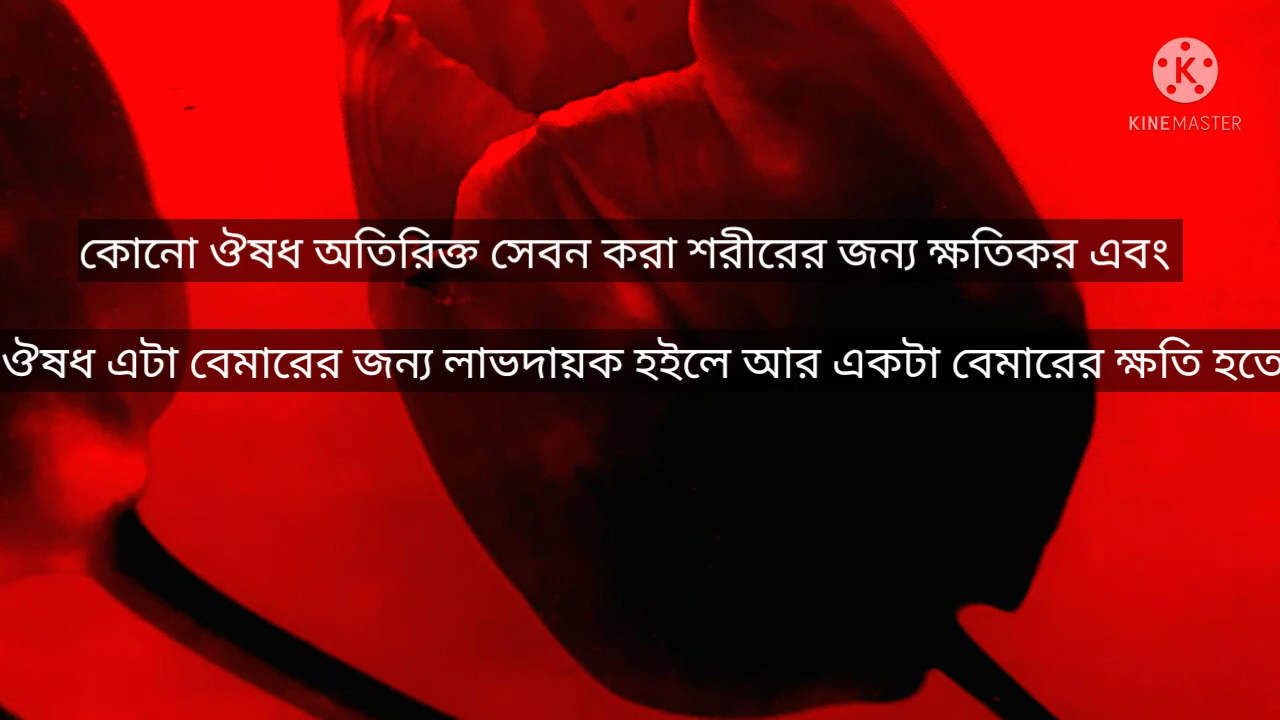 KINEMASTER
কোনো ঔষধ অতিরিক্ত সেবন করা শরীরের জন্য ক্ষতিকর এবং
ঔষধ এটা বেমারের জন্য লাভদায়ক হইলে আর একটা বেমারের ক্ষতি হতে